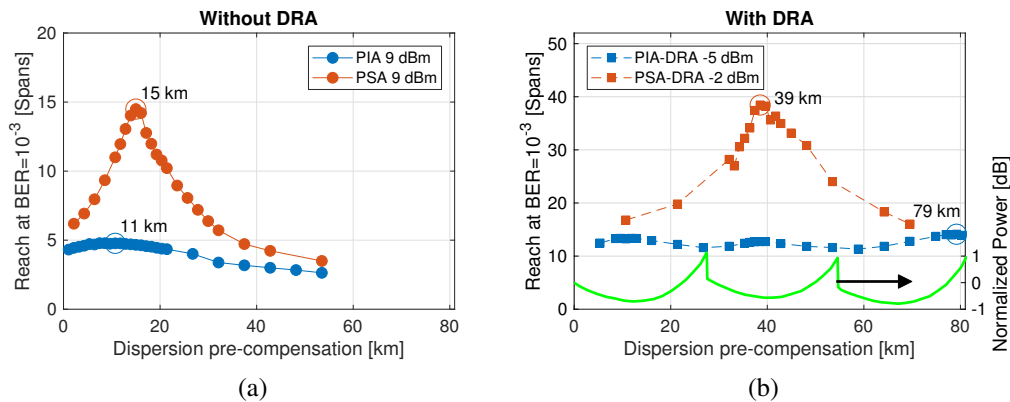 Without DRA
Reach at BER=10⁻³ [Spans]
20
15
10
5
0
0
20
40
60
80
Dispersion pre-compensation [km]
PIA 9 dBm
PSA 9 dBm
15 km
11 km
(a)
With DRA
Reach at BER=10⁻³ [Spans]
50
40
30
20
10
0
0
20
40
60
80
Dispersion pre-compensation [km]
PIA-DRA -5 dBm
PSA-DRA -2 dBm
39 km
79 km
1
0
-1
Normalized Power [dB]
(b)